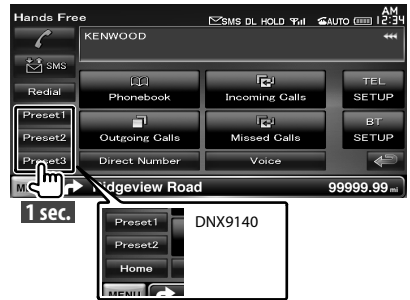 Hands Free
SMS DL HOLD AUTO AM 12:34
KENWOOD
SMS
Redial
Phonebook
Incoming Calls
TEL SETUP
Preset1
Preset2
Preset3
Outgoing Calls
Missed Calls
BT SETUP
Direct Number
Voice
Ridgeview Road
99999.99 mi
1 sec.
Preset1
Preset2
Home
MENU
DNX9140